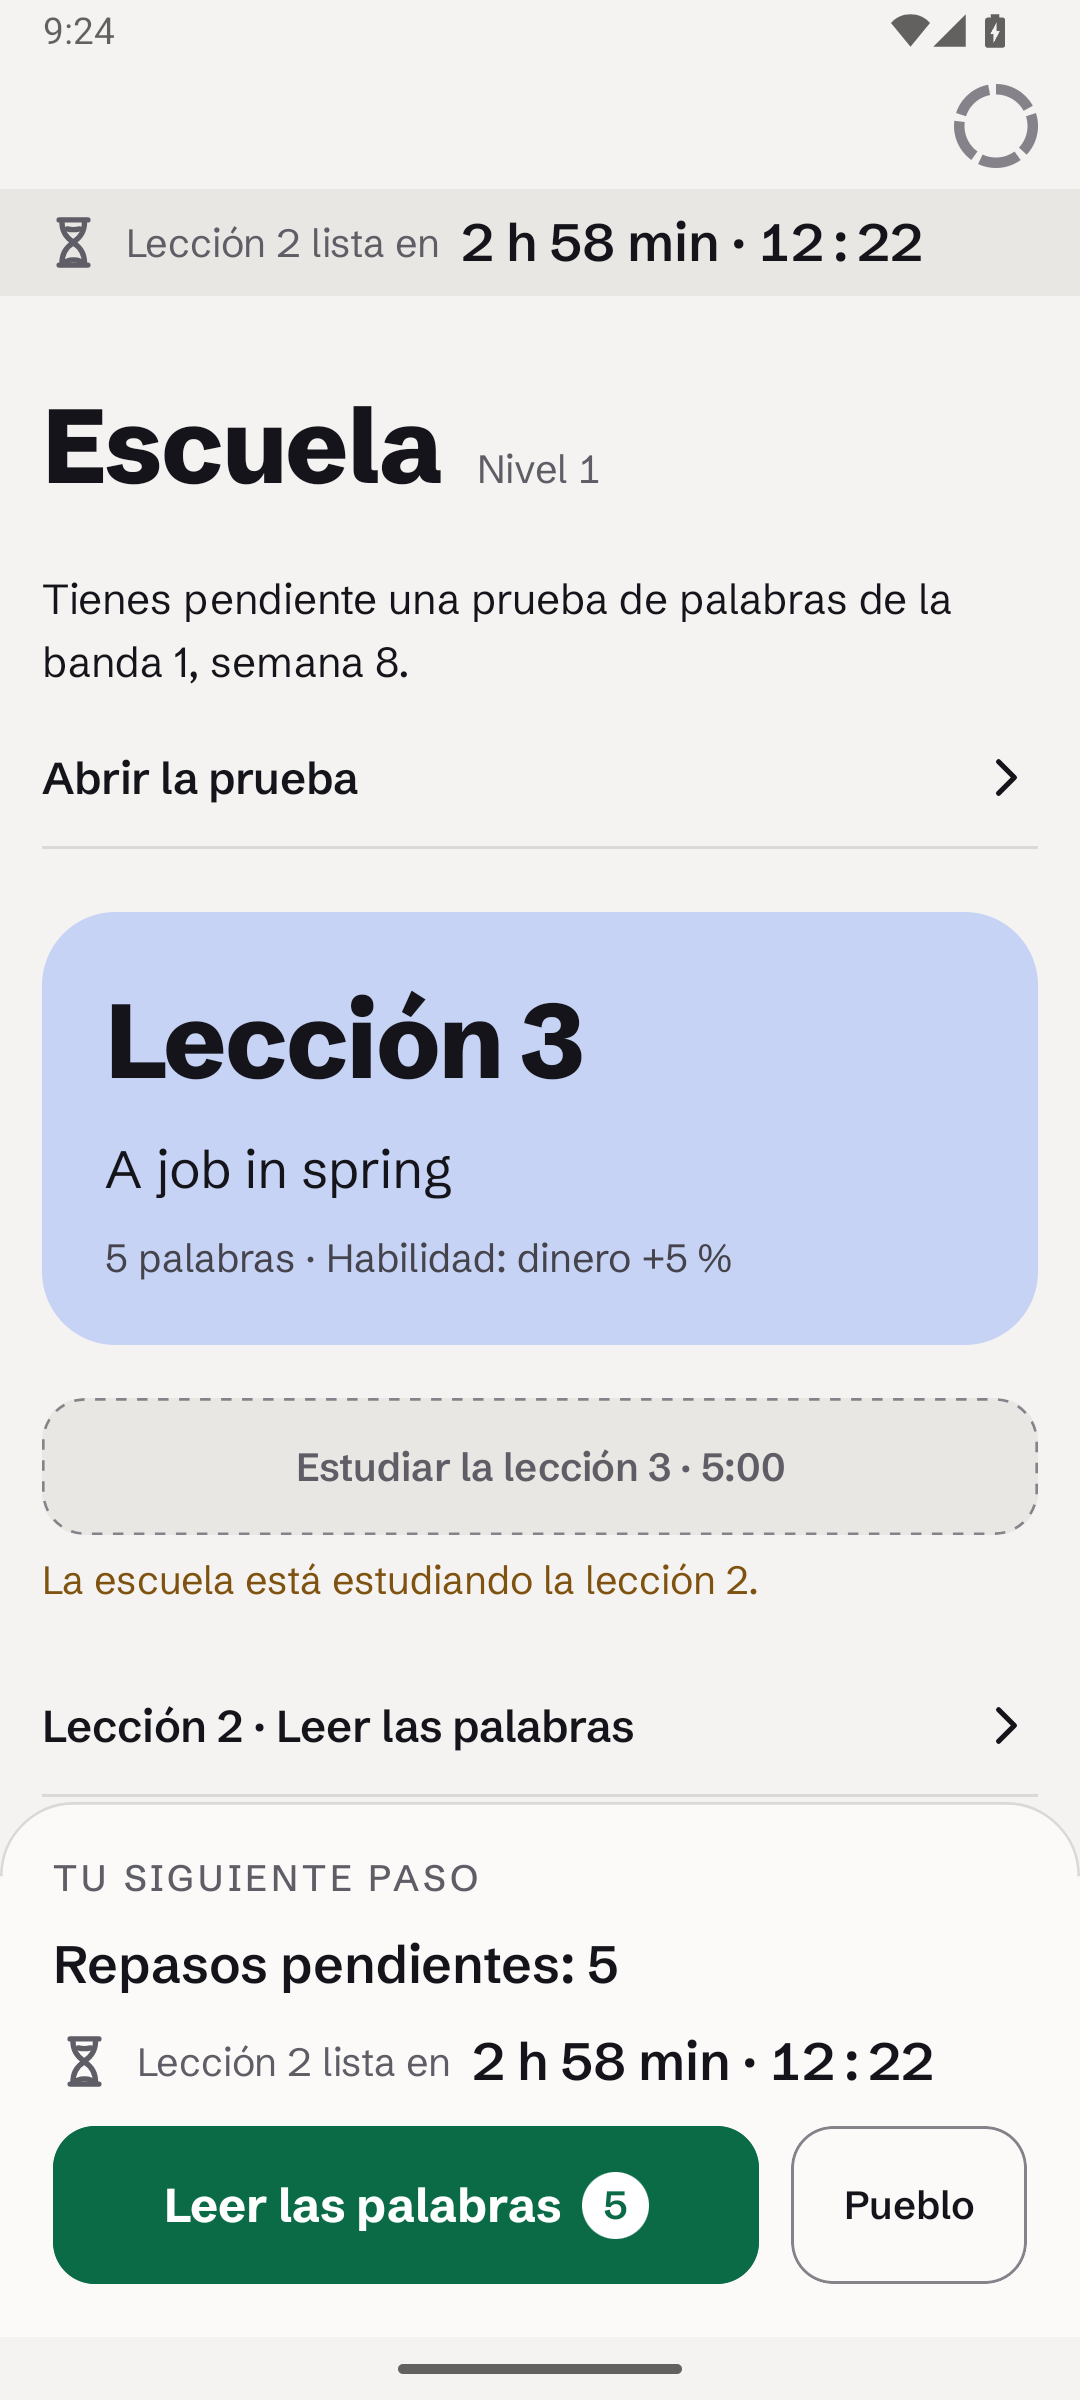 9:24
Lección 2 lista en 2 h 58 min · 12:22
Escuela Nivel 1
Tienes pendiente una prueba de palabras de la
banda 1, semana 8.
Abrir la prueba
Lección 3
A job in spring
5 palabras · Habilidad: dinero +5 %
Estudiar la lección 3 · 5:00
La escuela está estudiando la lección 2.
Lección 2 · Leer las palabras
TU SIGUIENTE PASO
Repasos pendientes: 5
Lección 2 lista en 2 h 58 min · 12:22
Leer las palabras 5
Pueblo